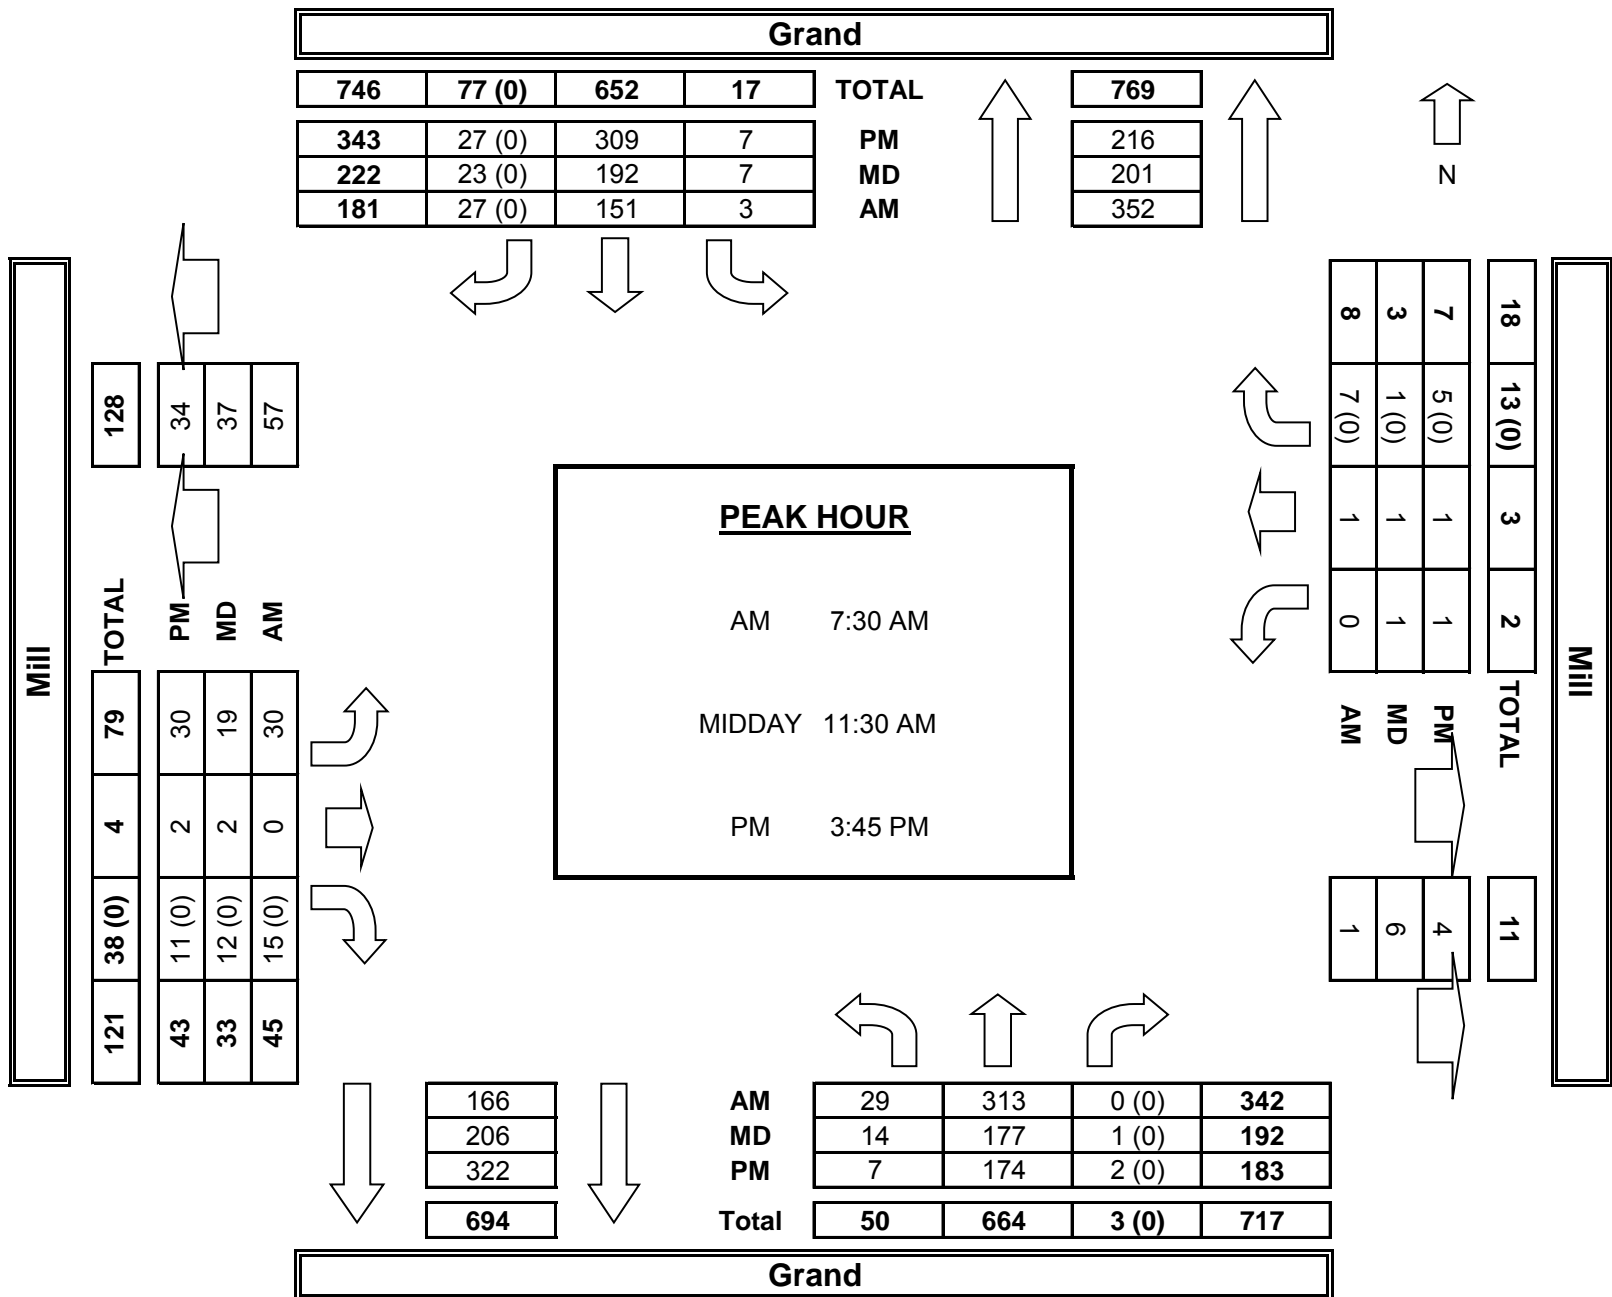 Grand
746 77 (0) 652 17 TOTAL 769
343 27 (0) 309 7 PM 216
222 23 (0) 192 7 MD 201
181 27 (0) 151 3 AM 352
N
Mill
128 34 37 57
TOTAL PM MD AM
79 30 19 30
4 2 2 0
38 (0) 11 (0) 12 (0) 15 (0)
121 43 33 45
PEAK HOUR
AM 7:30 AM
MIDDAY 11:30 AM
PM 3:45 PM
8 3 7 18
7 (0) 1 (0) 5 (0) 13 (0)
1 1 1 3
0 1 1 2
AM MD PM TOTAL
1 6 4 11
Mill
166 AM 29 313 0 (0) 342
206 MD 14 177 1 (0) 192
322 PM 7 174 2 (0) 183
694 Total 50 664 3 (0) 717
Grand